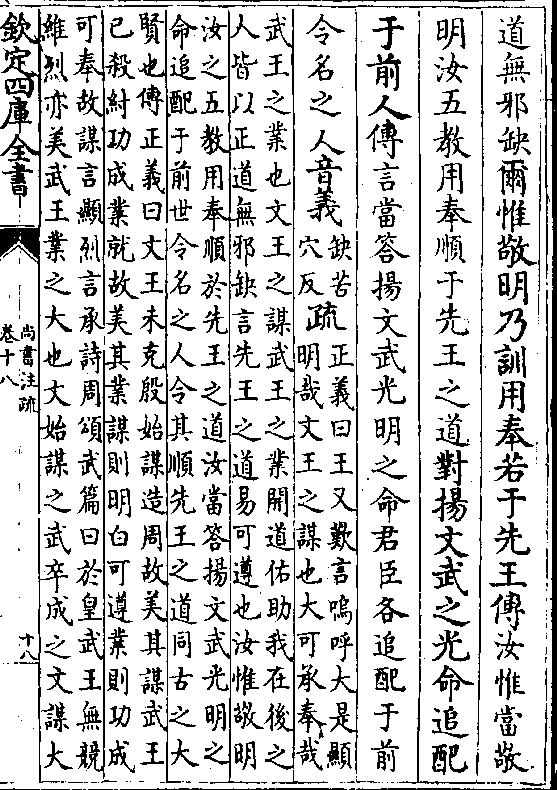 道無邪缺爾惟敬明乃訓用奉若于先王傳汝惟當敬
明汝五教用奉順于先王之道對揚文武之光命追配
于前人傳言當答揚文武光明之命君臣各追配于前
令名之人音義缺苦穴反疏正義曰王又歎言嗚呼大是顯明哉文王之謀也大可承奉哉
武王之業也文王之謀武王之業開道佑助我在後之
人皆以正道無邪缺言先王之道易可遵也汝惟敬明
汝之五教用奉順於先王之道汝當答揚文武光明之
命追配于前世令名之人令其順先王之道同古之大
賢也傳正義曰文王未克殷始謀造周故美其謀武王
已殺紂功成業就故美其業謀則明白可遵業則功成
可奉故謀言顯烈言承詩周頌武篇曰於皇武王無競
維烈亦美武王業之大也大始謀之武卒成之文謀大
欽定四庫全書
尚書注疏
卷十八
十八